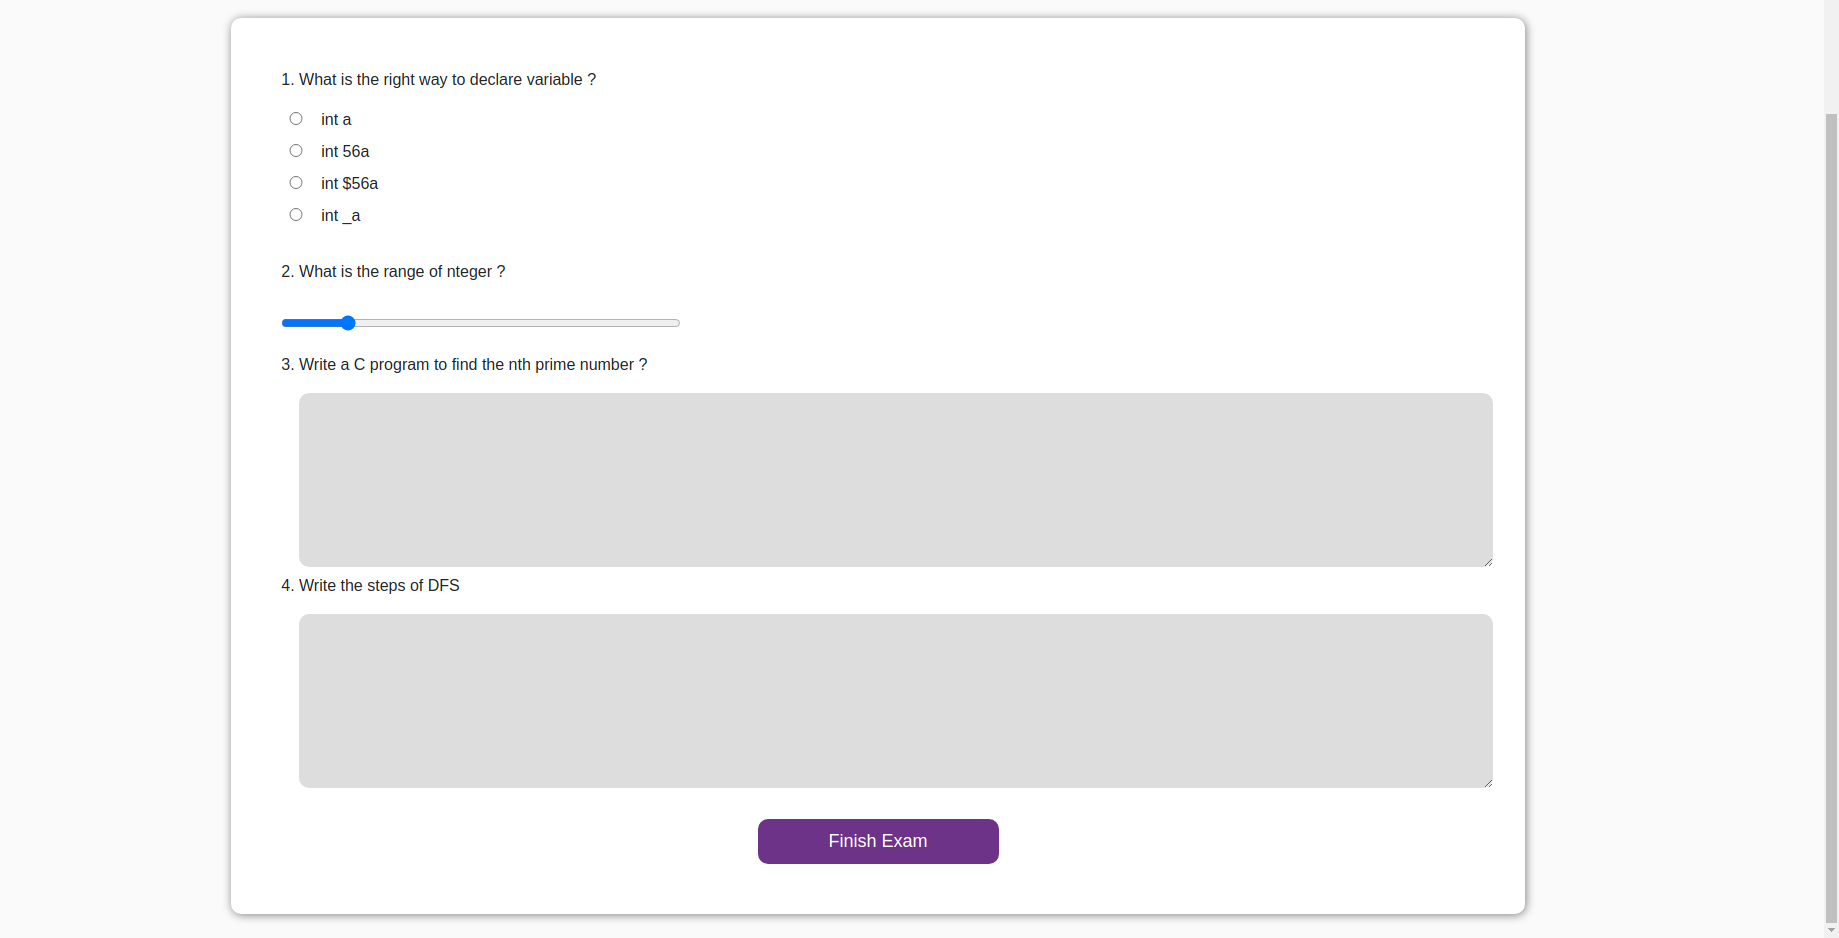 1. What is the right way to declare variable ?
int a
int 56a
int $56a
int _a
2. What is the range of nteger ?
3. Write a C program to find the nth prime number ?
4. Write the steps of DFS
Finish Exam